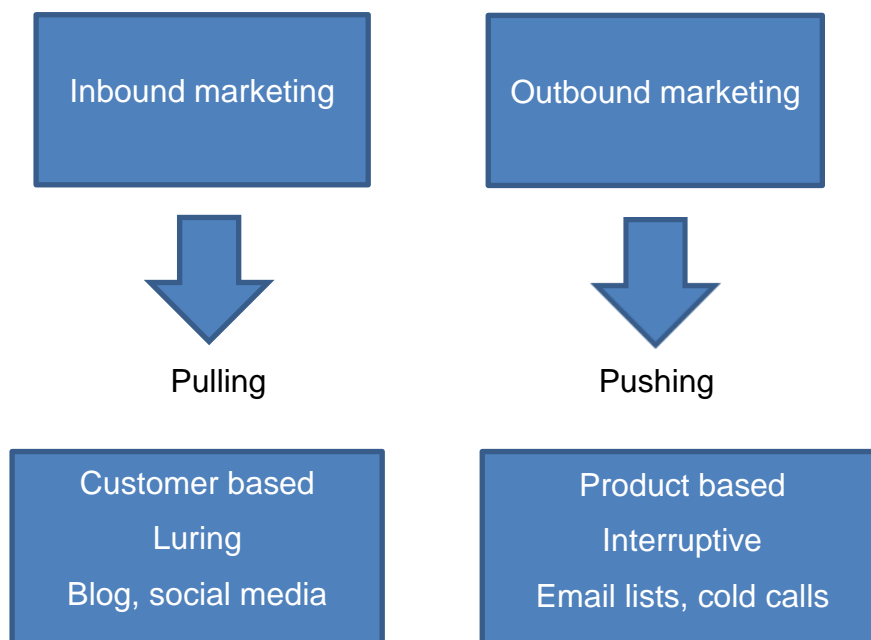 Inbound marketing
Outbound marketing
Pulling
Pushing
Customer based
Luring
Blog, social media
Product based
Interruptive
Email lists, cold calls